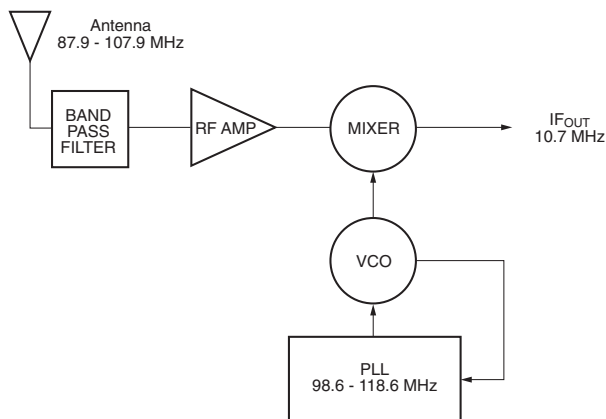 Antenna
87.9 - 107.9 MHz
BAND
PASS
FILTER
RF AMP
MIXER
IFOUT
10.7 MHz
VCO
PLL
98.6 - 118.6 MHz